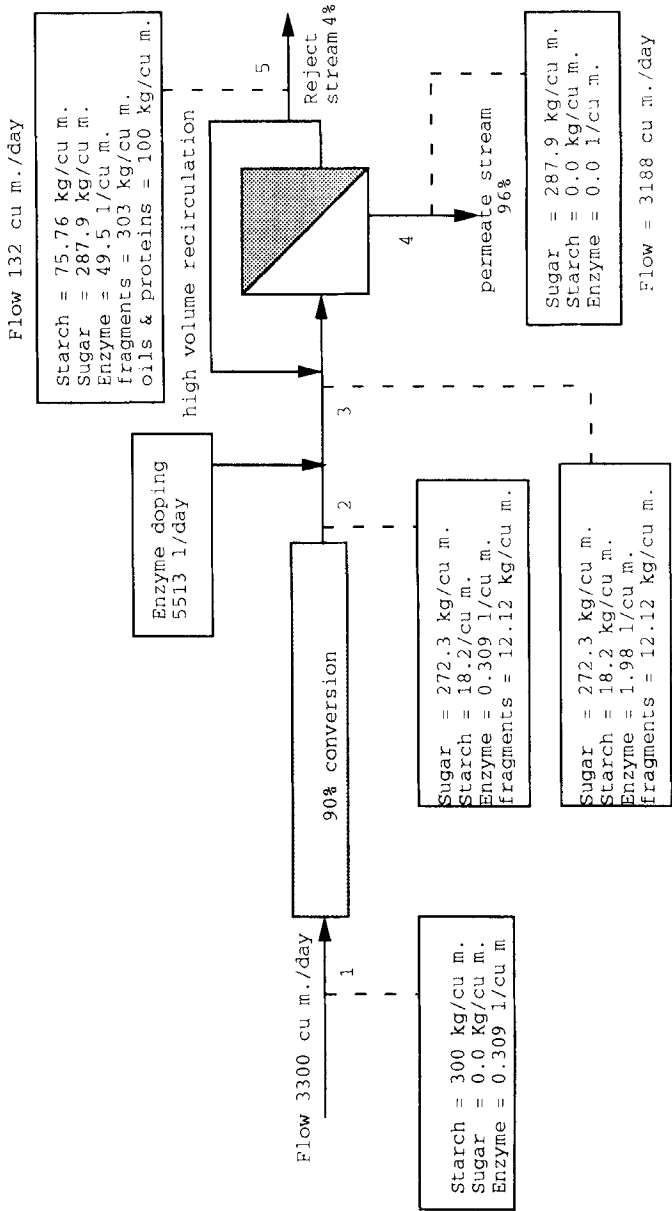 Flow 3300 cu m./day
1
Starch = 300 kg/cu m.
Sugar = 0.0 Kg/cu m.
Enzyme = 0.309 l/cu m
90% conversion
Enzyme doping
5513 l/day
2
Sugar = 272.3 kg/cu m.
Starch = 18.2/cu m.
Enzyme = 0.309 l/cu m.
fragments = 12.12 kg/cu m.
3
Sugar = 272.3 kg/cu m.
Starch = 18.2 kg/cu m.
Enzyme = 1.98 l/cu m.
fragments = 12.12 kg/cu m.
high volume recirculation
Flow 132 cu m./day
Starch = 75.76 kg/cu m.
Sugar = 287.9 kg/cu m.
Enzyme = 49.5 l/cu m.
fragments = 303 kg/cu m.
oils & proteins = 100 kg/cu m.
5
Reject
stream 4%
4
permeate stream
96%
Sugar = 287.9 kg/cu m.
Starch = 0.0 kg/cu m.
Enzyme = 0.0 l/cu m.
Flow = 3188 cu m./day